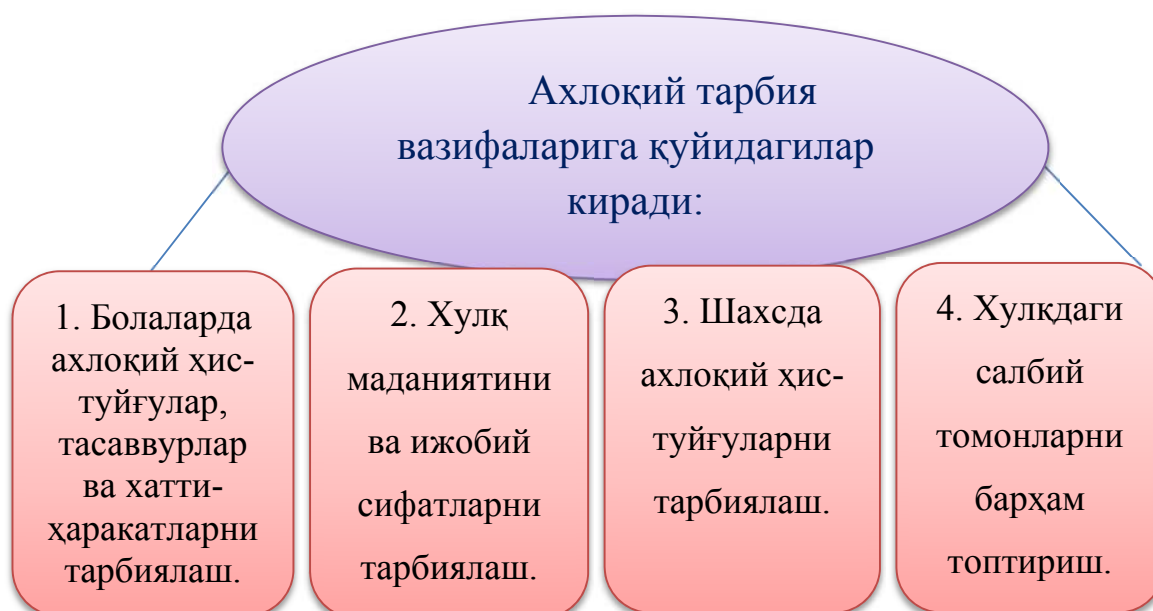 Ахлоқий тарбия
вазифаларига қуйидагилар
киради:
1. Болаларда
ахлоқий ҳис-
туйғулар,
тасаввурлар
ва хатти-
ҳаракатларни
тарбиялаш.
2. Хулқ
маданиятини
ва ижобий
сифатларни
тарбиялаш.
3. Шахсда
ахлоқий ҳис-
туйғуларни
тарбиялаш.
4. Хулқдаги
салбий
томонларни
барҳам
топтириш.